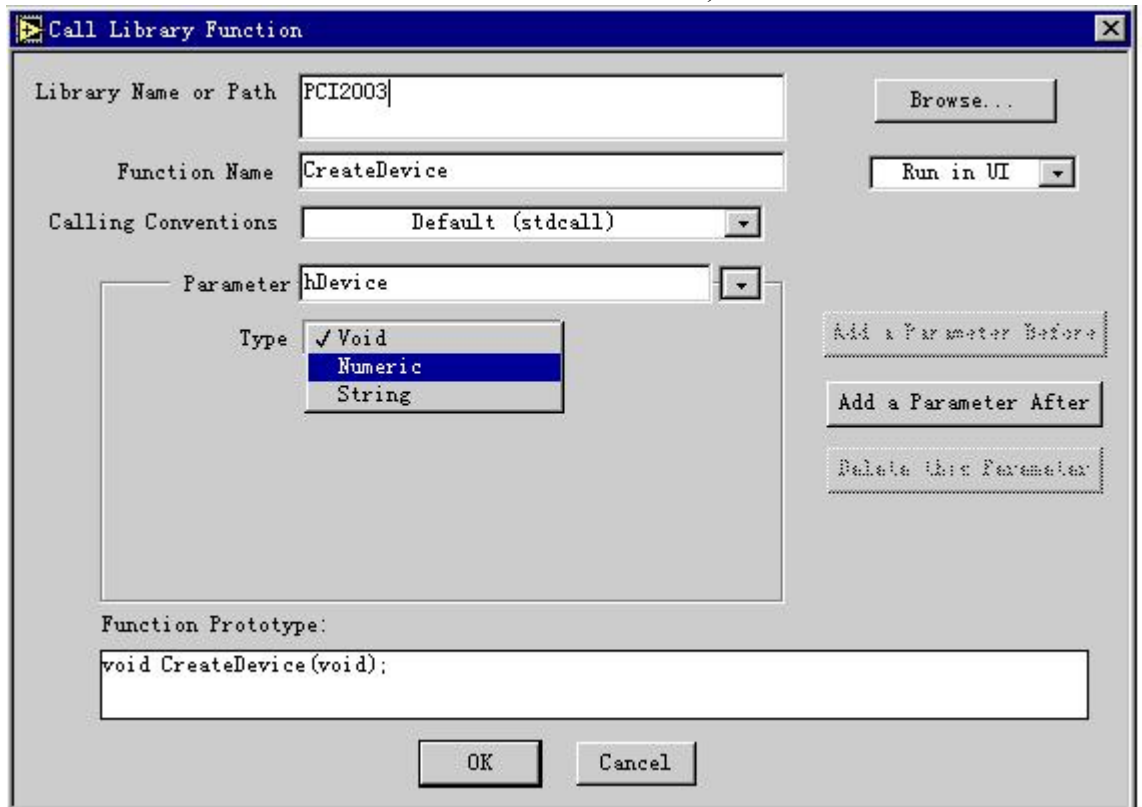 Call Library Function
Library Name or Path PCI2003 Browse...
Function Name CreateDevice Run in UI
Calling Conventions Default (stdcall)
Parameter hDevice
Type ✓ Void
Add a Parameter Before
Numeric
String
Add a Parameter After
Delete this Parameter
Function Prototype:
void CreateDevice(void);
OK Cancel